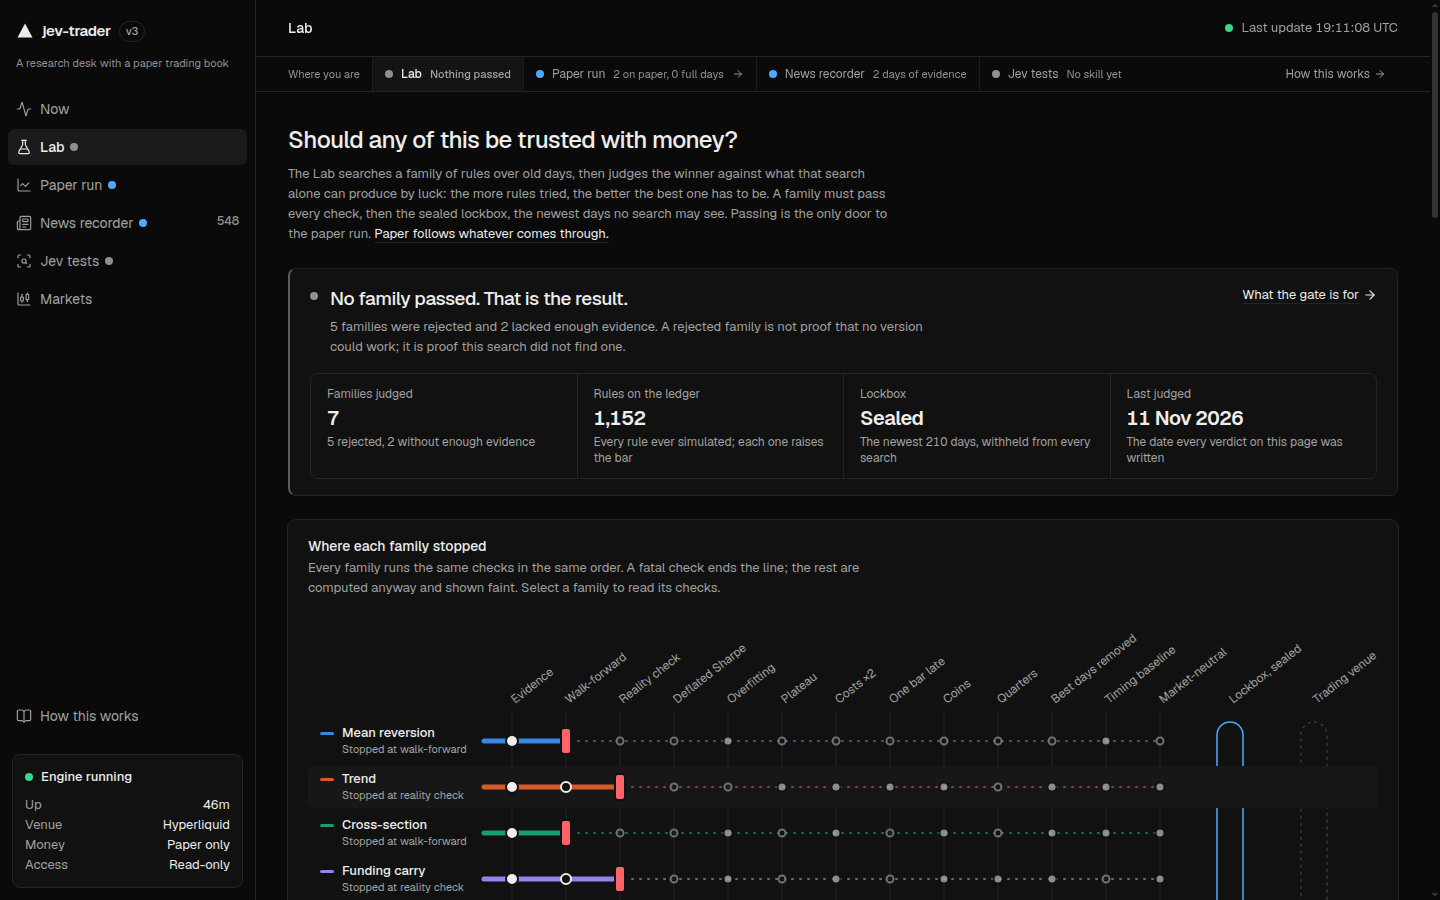 jev-trader v3
A research desk with a paper trading book
Now
Lab
Paper run
News recorder 548
Jev tests
Markets
How this works
Engine running
Up 46m
Venue Hyperliquid
Money Paper only
Access Read-only
Lab
Last update 19:11:08 UTC
Where you are
Lab Nothing passed
Paper run 2 on paper, 0 full days →
News recorder 2 days of evidence
Jev tests No skill yet
How this works →
Should any of this be trusted with money?
The Lab searches a family of rules over old days, then judges the winner against what that search
alone can produce by luck: the more rules tried, the better the best one has to be. A family must pass
every check, then the sealed lockbox, the newest days no search may see. Passing is the only door to
the paper run. Paper follows whatever comes through.
No family passed. That is the result.
What the gate is for →
5 families were rejected and 2 lacked enough evidence. A rejected family is not proof that no version
could work; it is proof this search did not find one.
Families judged
7
5 rejected, 2 without enough evidence
Rules on the ledger
1,152
Every rule ever simulated; each one raises
the bar
Lockbox
Sealed
The newest 210 days, withheld from every
search
Last judged
11 Nov 2026
The date every verdict on this page was
written
Where each family stopped
Every family runs the same checks in the same order. A fatal check ends the line; the rest are
computed anyway and shown faint. Select a family to read its checks.
Evidence
Walk-forward
Reality check
Deflated Sharpe
Overfitting
Plateau
Costs ×2
One bar late
Coins
Quarters
Best days removed
Timing baseline
Market-neutral
Lockbox, sealed
Trading venue
Mean reversion
Stopped at walk-forward
Trend
Stopped at reality check
Cross-section
Stopped at walk-forward
Funding carry
Stopped at reality check